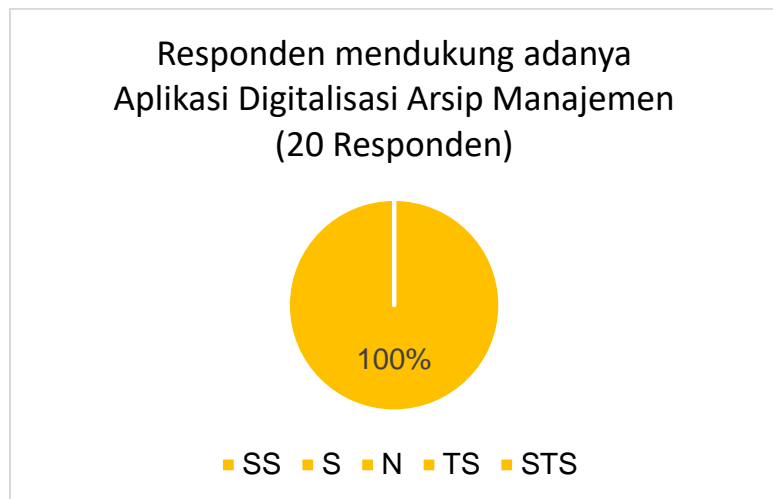 Responden mendukung adanya
Aplikasi Digitalisasi Arsip Manajemen
(20 Responden)
100%
SS S N TS STS